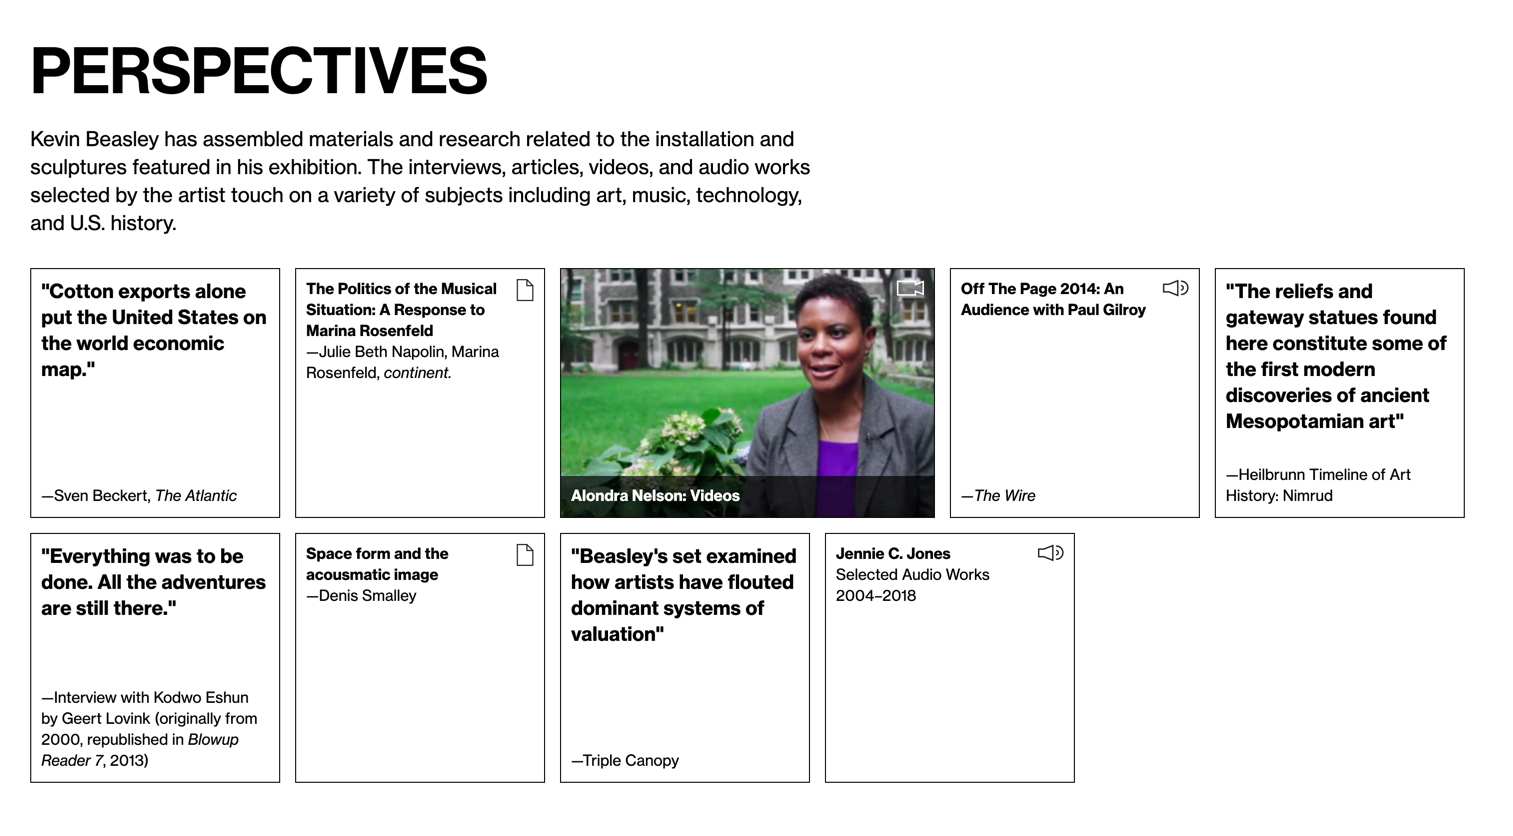 PERSPECTIVES
Kevin Beasley has assembled materials and research related to the installation and
sculptures featured in his exhibition. The interviews, articles, videos, and audio works
selected by the artist touch on a variety of subjects including art, music, technology,
and U.S. history.
"Cotton exports alone
put the United States on
the world economic
map."
—Sven Beckert, The Atlantic
The Politics of the Musical
Situation: A Response to
Marina Rosenfeld
—Julie Beth Napolin, Marina
Rosenfeld, continent.
Alondra Nelson: Videos
Off The Page 2014: An
Audience with Paul Gilroy
—The Wire
"The reliefs and
gateway statues found
here constitute some of
the first modern
discoveries of ancient
Mesopotamian art"
—Heilbrunn Timeline of Art
History: Nimrud
"Everything was to be
done. All the adventures
are still there."
—Interview with Kodwo Eshun
by Geert Lovink (originally from
2000, republished in Blowup
Reader 7, 2013)
Space form and the
acousmatic image
—Denis Smalley
"Beasley's set examined
how artists have flouted
dominant systems of
valuation"
—Triple Canopy
Jennie C. Jones
Selected Audio Works
2004–2018